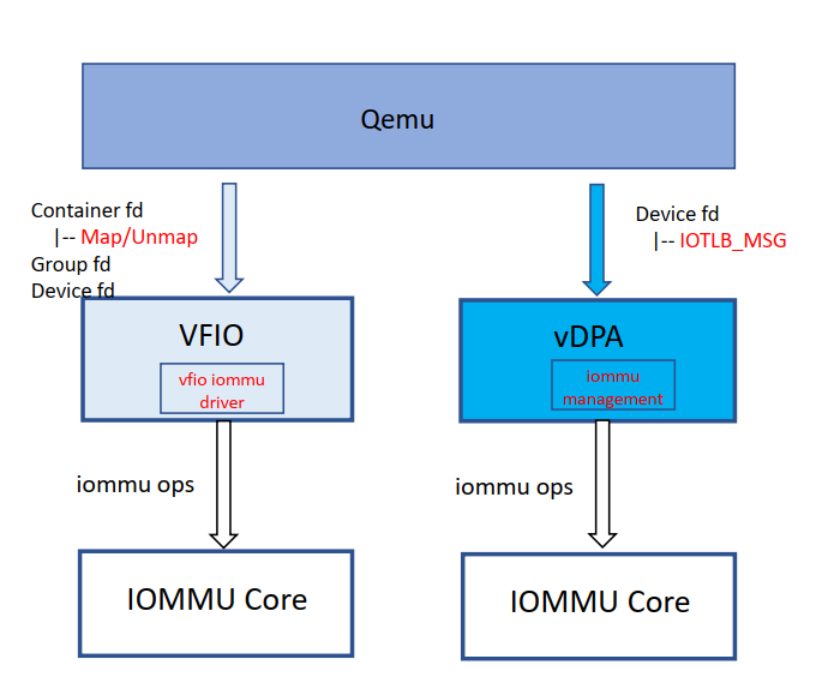 Qemu
Container fd
|-- Map/Unmap
Group fd
Device fd
Device fd
|-- IOTLB_MSG
VFIO
vfio iommu
driver
vDPA
iommu
management
iommu ops
iommu ops
IOMMU Core
IOMMU Core